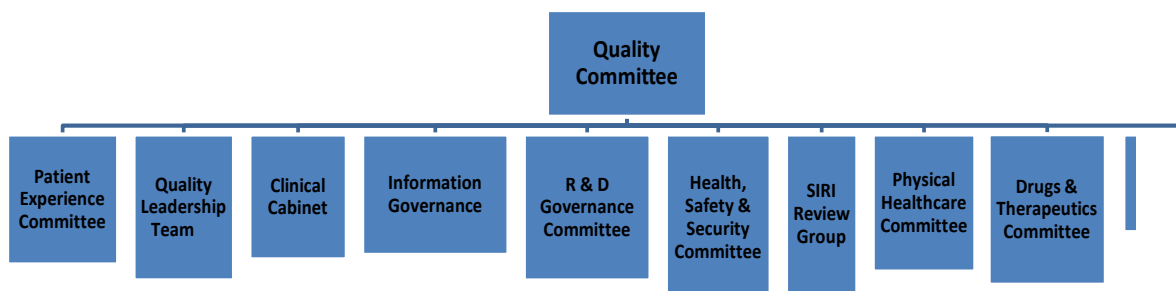 Quality
Committee
Patient
Experience
Committee
Quality
Leadership
Team
Clinical
Cabinet
Information
Governance
R & D
Governance
Committee
Health,
Safety &
Security
Committee
SIRI
Review
Group
Physical
Healthcare
Committee
Drugs &
Therapeutics
Committee